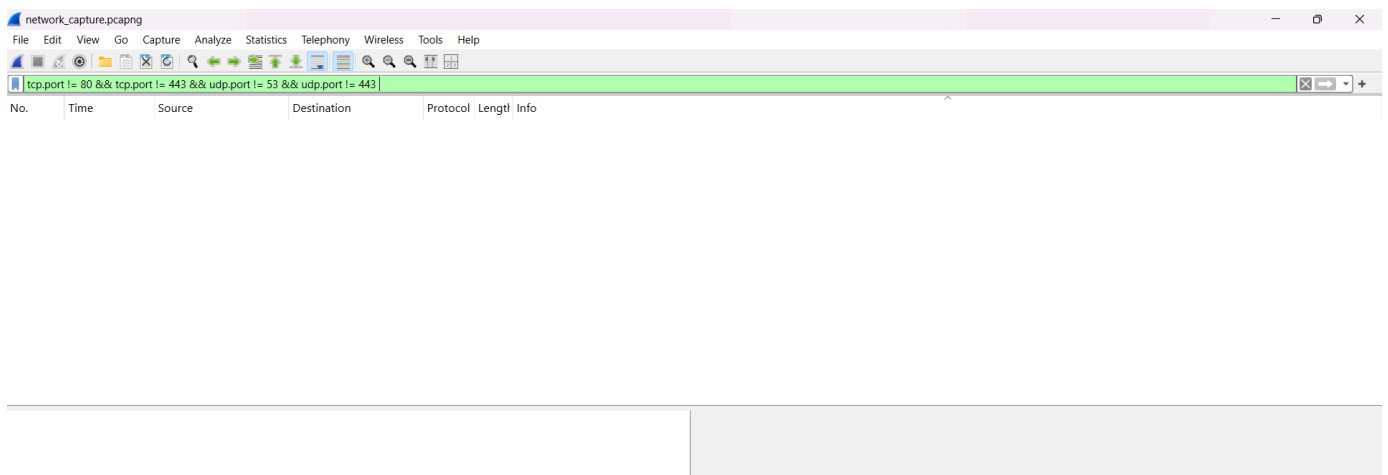 network_capture.pcapng
File Edit View Go Capture Analyze Statistics Telephony Wireless Tools Help
tcp.port != 80 && tcp.port != 443 && udp.port != 53 && udp.port != 443
No. Time Source Destination Protocol Length Info